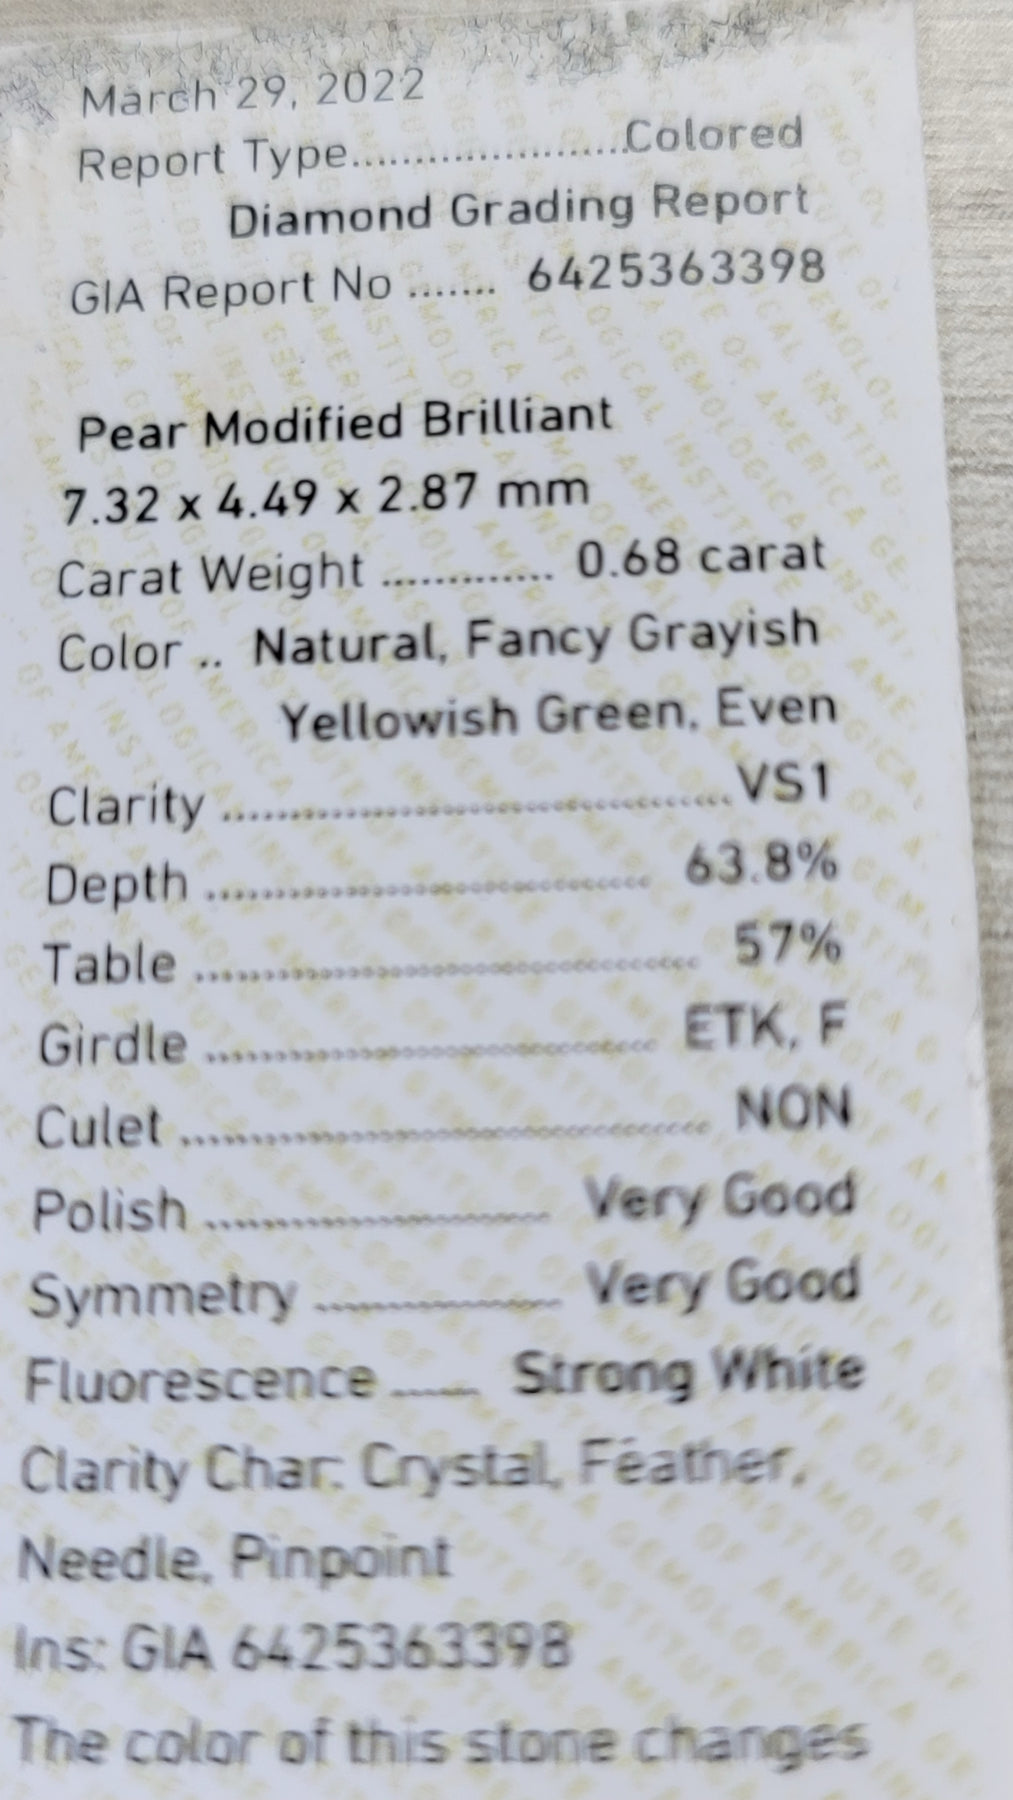 March 29, 2022
Report Type.....................Colored
Diamond Grading Report
GIA Report No ....... 6425363398
Pear Modified Brilliant
7.32 x 4.49 x 2.87 mm
Carat Weight ............. 0.68 carat
Color .. Natural, Fancy Grayish
Yellowish Green, Even
Clarity ........................................VS1
Depth ................................... 63.8%
Table ....................................... 57%
Girdle ................................... ETK, F
Culet ......................................... NON
Polish ........................... Very Good
Symmetry ................... Very Good
Fluorescence ....... Strong White
Clarity Char: Crystal, Feather,
Needle, Pinpoint
Ins: GIA 6425363398
The color of this stone changes